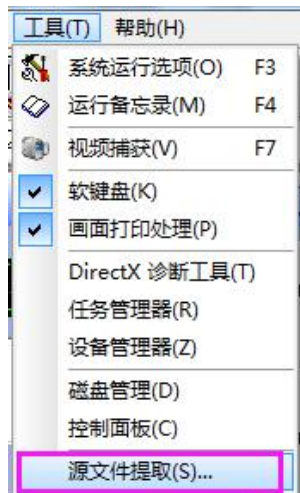 工具(T) 帮助(H)
系统运行选项(O) F3
运行备忘录(M) F4
视频捕获(V) F7
软键盘(K)
画面打印处理(P)
DirectX 诊断工具(T)
任务管理器(R)
设备管理器(Z)
磁盘管理(D)
控制面板(C)
源文件提取(S)...